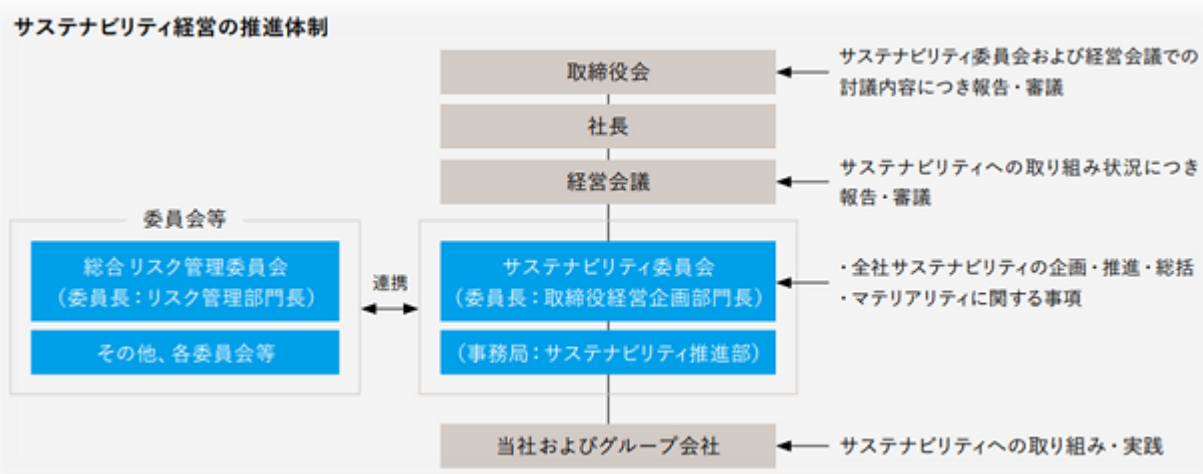 サステナビリティ経営の推進体制
取締役会
サステナビリティ委員会および経営会議での
討議内容につき報告・審議
社長
経営会議
サステナビリティへの取り組み状況につき
報告・審議
委員会等
総合リスク管理委員会
（委員長：リスク管理部門長）
その他、各委員会等
連携
サステナビリティ委員会
（委員長：取締役経営企画部門長）
（事務局：サステナビリティ推進部）
・全社サステナビリティの企画・推進・総括
・マテリアリティに関する事項
当社およびグループ会社
サステナビリティへの取り組み・実践